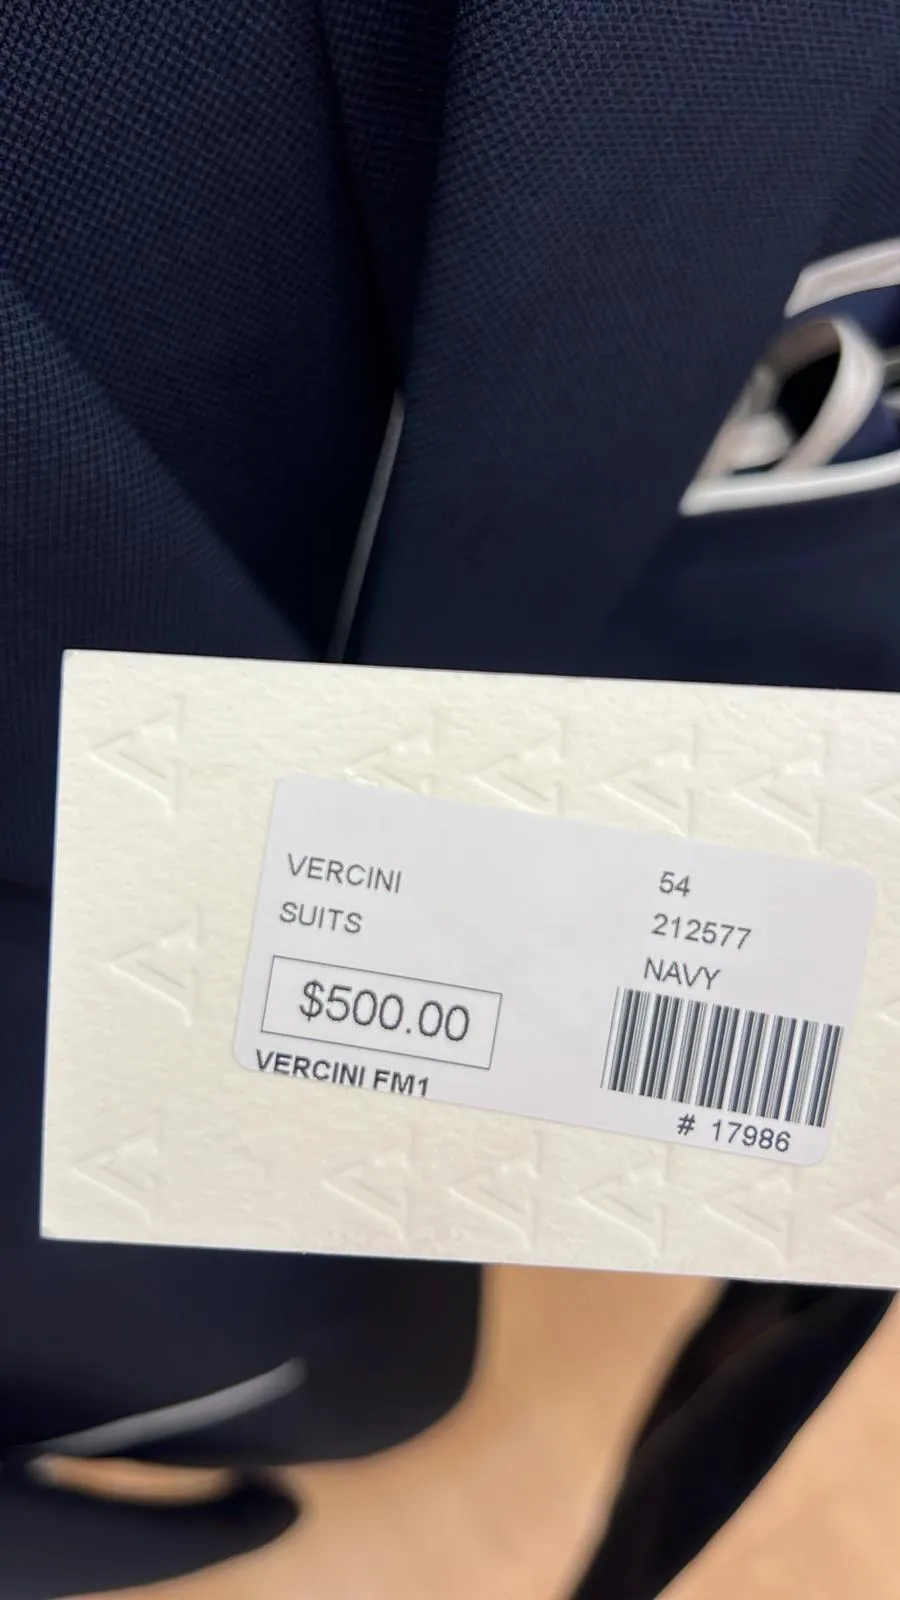 VERCINI
SUITS
$500.00
VERCINI FM1
54
212577
NAVY
# 17986